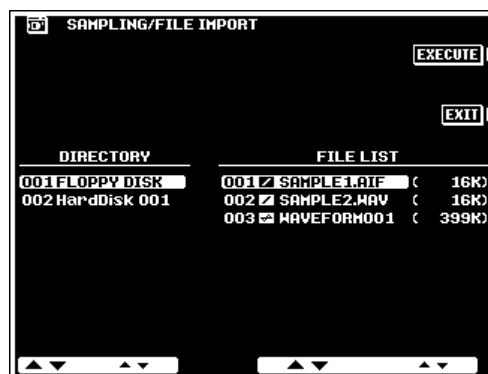 SAMPLING/FILE IMPORT
EXECUTE
EXIT
DIRECTORY FILE LIST
001 FLOPPY DISK 001 SAMPLE1.AIF ( 16K)
002 HardDisk 001 002 SAMPLE2.WAV ( 16K)
003 WAVEFORM001 ( 399K)